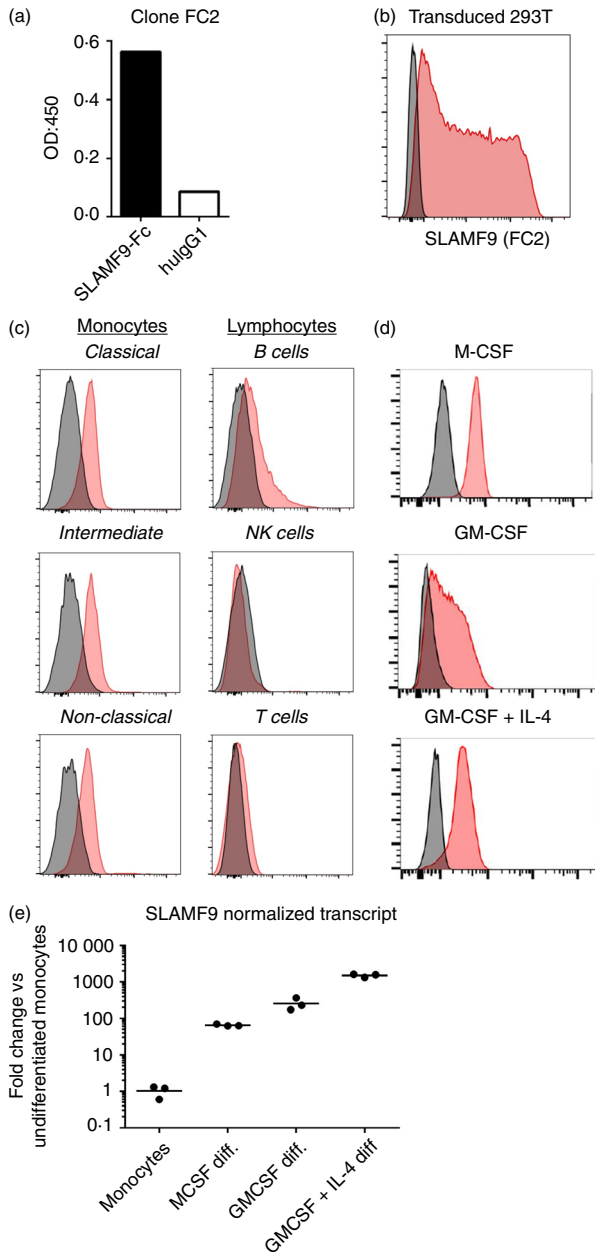 (a) Clone FC2
0·6
0·4
0·2
0·0
OD:450
SLAMF9-Fc
huIgG1
(b) Transduced 293T
SLAMF9 (FC2)
(c) Monocytes Lymphocytes
Classical B cells
Intermediate NK cells
Non-classical T cells
(d)
M-CSF
GM-CSF
GM-CSF + IL-4
(e) SLAMF9 normalized transcript
10 000
1000
100
10
1
0·1
Fold change vs
undifferentiated monocytes
Monocytes
MCSF diff.
GMCSF diff.
GMCSF + IL-4 diff